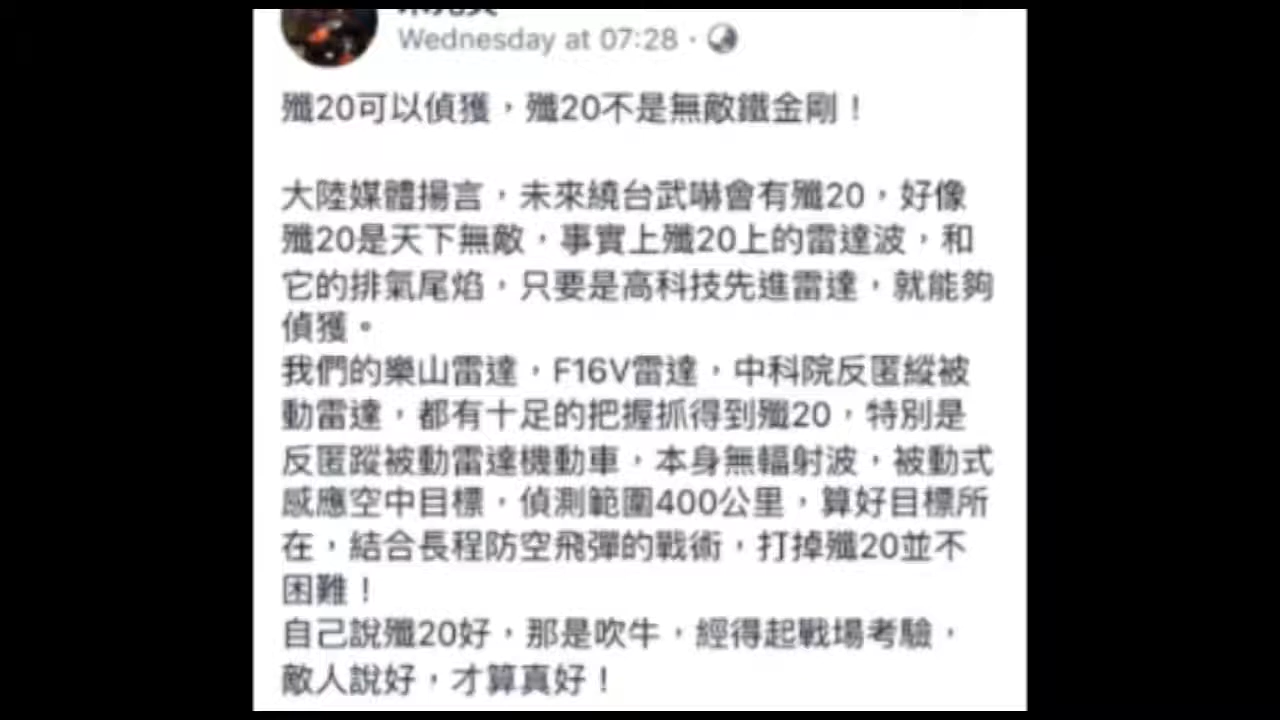 Wednesday at 07:28 ·
殲20可以偵獲，殲20不是無敵鐵金剛！
大陸媒體揚言，未來繞台武嚇會有殲20，好像
殲20是天下無敵，事實上殲20上的雷達波，和
它的排氣尾焰，只要是高科技先進雷達，就能夠
偵獲。
我們的樂山雷達，F16V雷達，中科院反匿縱被
動雷達，都有十足的把握抓得到殲20，特別是
反匿蹤被動雷達機動車，本身無輻射波，被動式
感應空中目標，偵測範圍400公里，算好目標所
在，結合長程防空飛彈的戰術，打掉殲20並不
困難！
自己說殲20好，那是吹牛，經得起戰場考驗，
敵人說好，才算真好！